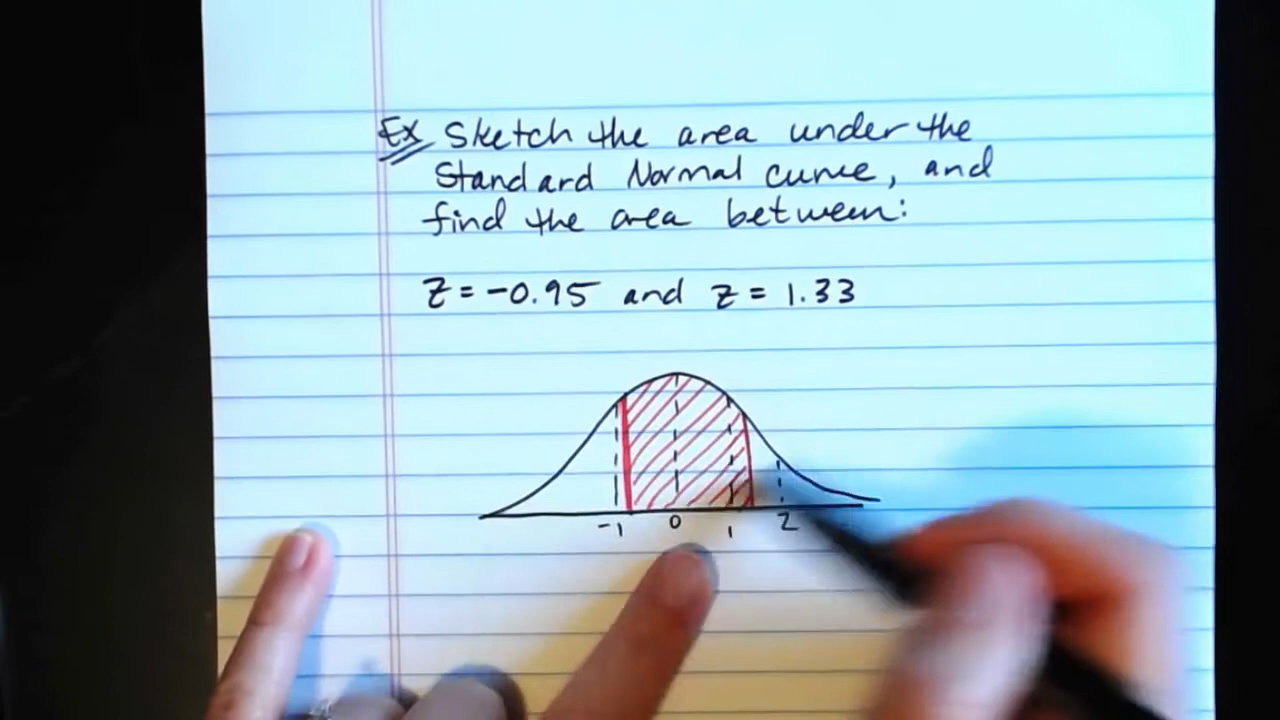 Ex Sketch the area under the
Standard Normal curve, and
find the area between:
Z = -0.95 and Z = 1.33
-1 0 1 2